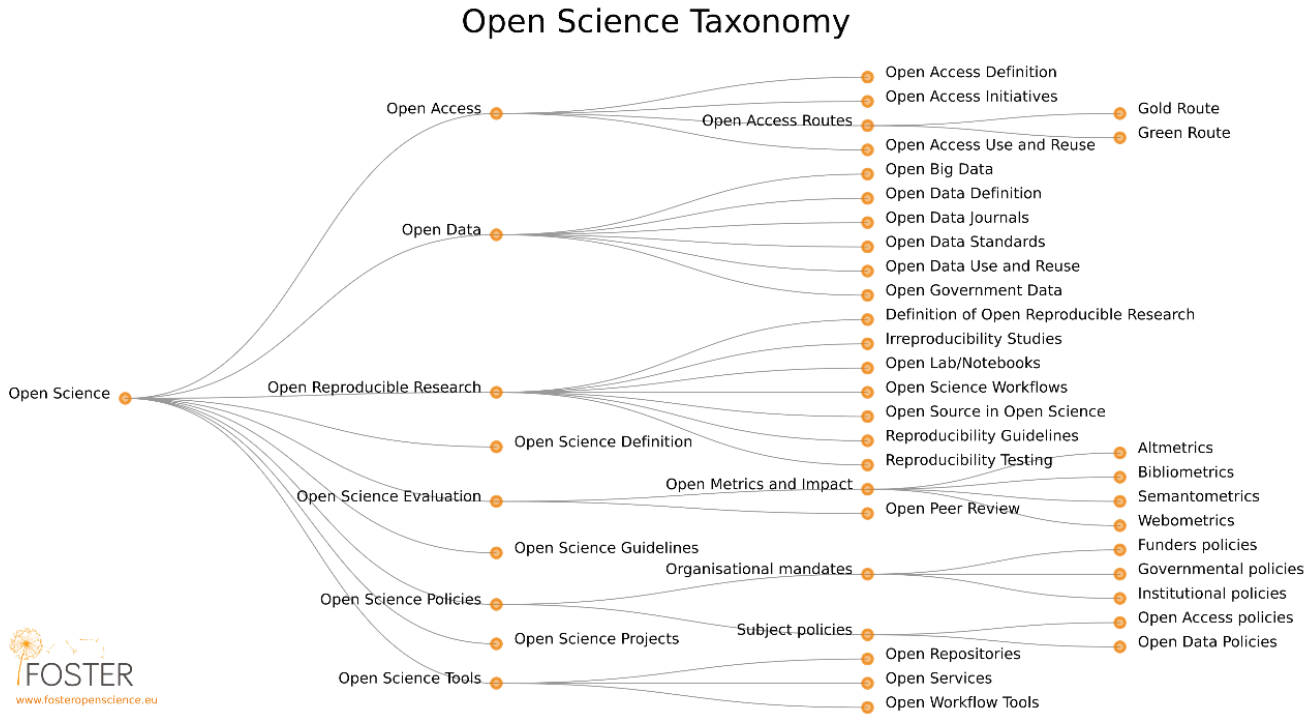 Open Science Taxonomy
Open Science
Open Access
Open Access Definition
Open Access Initiatives
Open Access Routes
Gold Route
Green Route
Open Access Use and Reuse
Open Data
Open Big Data
Open Data Definition
Open Data Journals
Open Data Standards
Open Data Use and Reuse
Open Government Data
Open Reproducible Research
Definition of Open Reproducible Research
Irreproducibility Studies
Open Lab/Notebooks
Open Science Workflows
Open Source in Open Science
Reproducibility Guidelines
Reproducibility Testing
Open Science Definition
Open Science Evaluation
Open Metrics and Impact
Altmetrics
Bibliometrics
Semantometrics
Webometrics
Open Peer Review
Open Science Guidelines
Open Science Policies
Organisational mandates
Funders policies
Governmental policies
Institutional policies
Subject policies
Open Access policies
Open Data Policies
Open Science Projects
Open Science Tools
Open Repositories
Open Services
Open Workflow Tools
FOSTER
www.fosteropenscience.eu